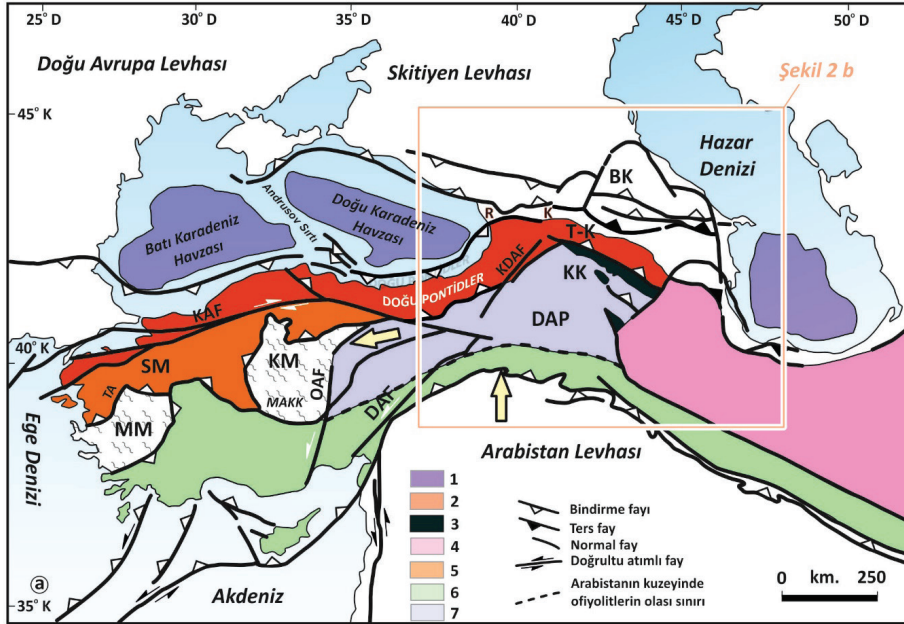 25° D
30° D
35° D
40° D
45° D
50° D
Doğu Avrupa Levhası
Skitiyen Levhası
Şekil 2 b
45° K
Hazar
Denizi
BK
Andrusov Sırtı
Doğu Karadeniz
Havzası
Batı Karadeniz
Havzası
R
K
T-K
KDAF
KK
DOĞU PONTİDLER
KAF
DAP
40° K
SM
KM
OAF
TA
MAKK
DAF
MM
Ege Denizi
Arabistan Levhası
1
2
3
4
5
6
7
Bindirme fayı
Ters fay
Normal fay
Doğrultu atımlı fay
Arabistanın kuzeyinde
ofiyolitlerin olası sınırı
0 km. 250
a
Akdeniz
35° K